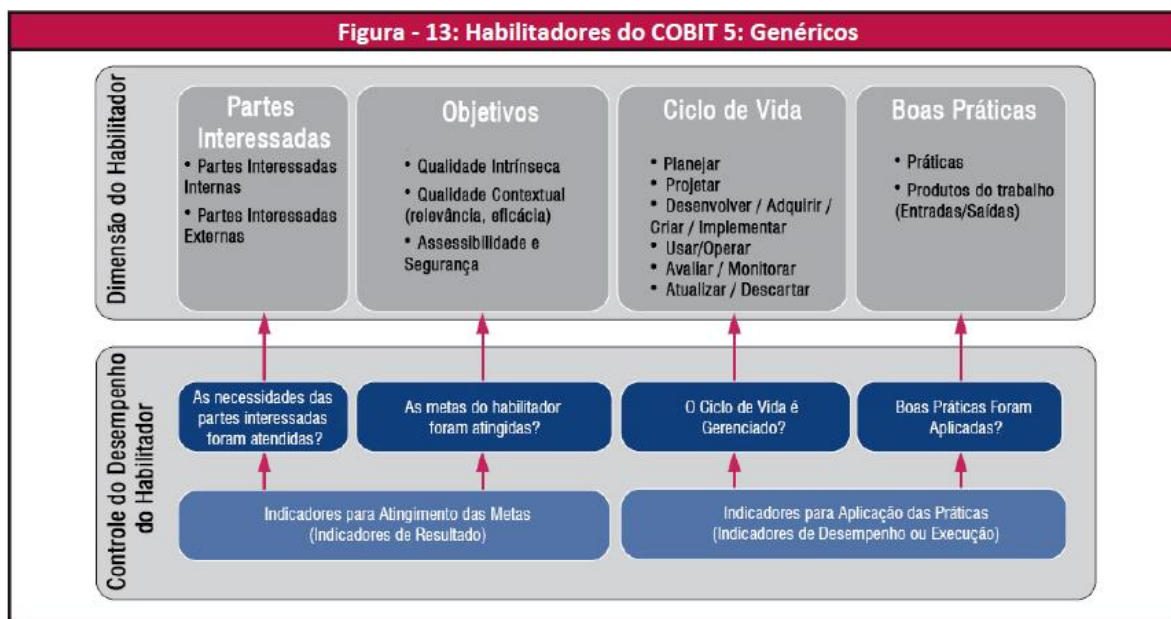 Figura - 13: Habilitadores do COBIT 5: Genéricos
Dimensão do Habilitador
Partes
Interessadas
• Partes Interessadas
Internas
• Partes Interessadas
Externas
Objetivos
• Qualidade Intrínseca
• Qualidade Contextual
(relevância, eficácia)
• Assessibilidade e
Segurança
Ciclo de Vida
• Planejar
• Projetar
• Desenvolver / Adquirir /
Criar / Implementar
• Usar/Operar
• Avaliar / Monitorar
• Atualizar / Descartar
Boas Práticas
• Práticas
• Produtos do trabalho
(Entradas/Saídas)
Controle do Desempenho
do Habilitador
As necessidades das
partes interessadas
foram atendidas?
As metas do habilitador
foram atingidas?
O Ciclo de Vida é
Gerenciado?
Boas Práticas Foram
Aplicadas?
Indicadores para Atingimento das Metas
(Indicadores de Resultado)
Indicadores para Aplicação das Práticas
(Indicadores de Desempenho ou Execução)